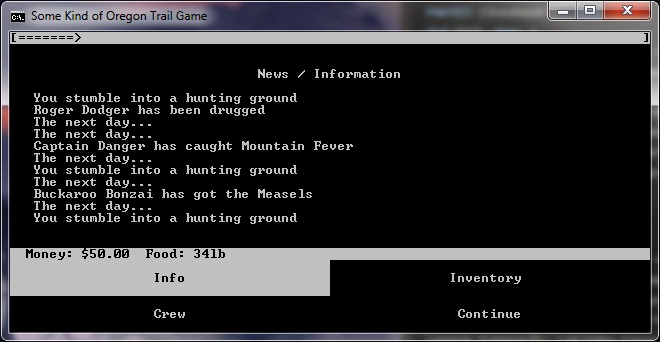 Some Kind of Oregon Trail Game
[=======> ]
News / Information
You stumble into a hunting ground
Roger Dodger has been drugged
The next day...
The next day...
Captain Danger has caught Mountain Fever
The next day...
You stumble into a hunting ground
The next day...
Buckaroo Bonzai has got the Measels
The next day...
You stumble into a hunting ground
Money: $50.00 Food: 34lb
Info Inventory
Crew Continue